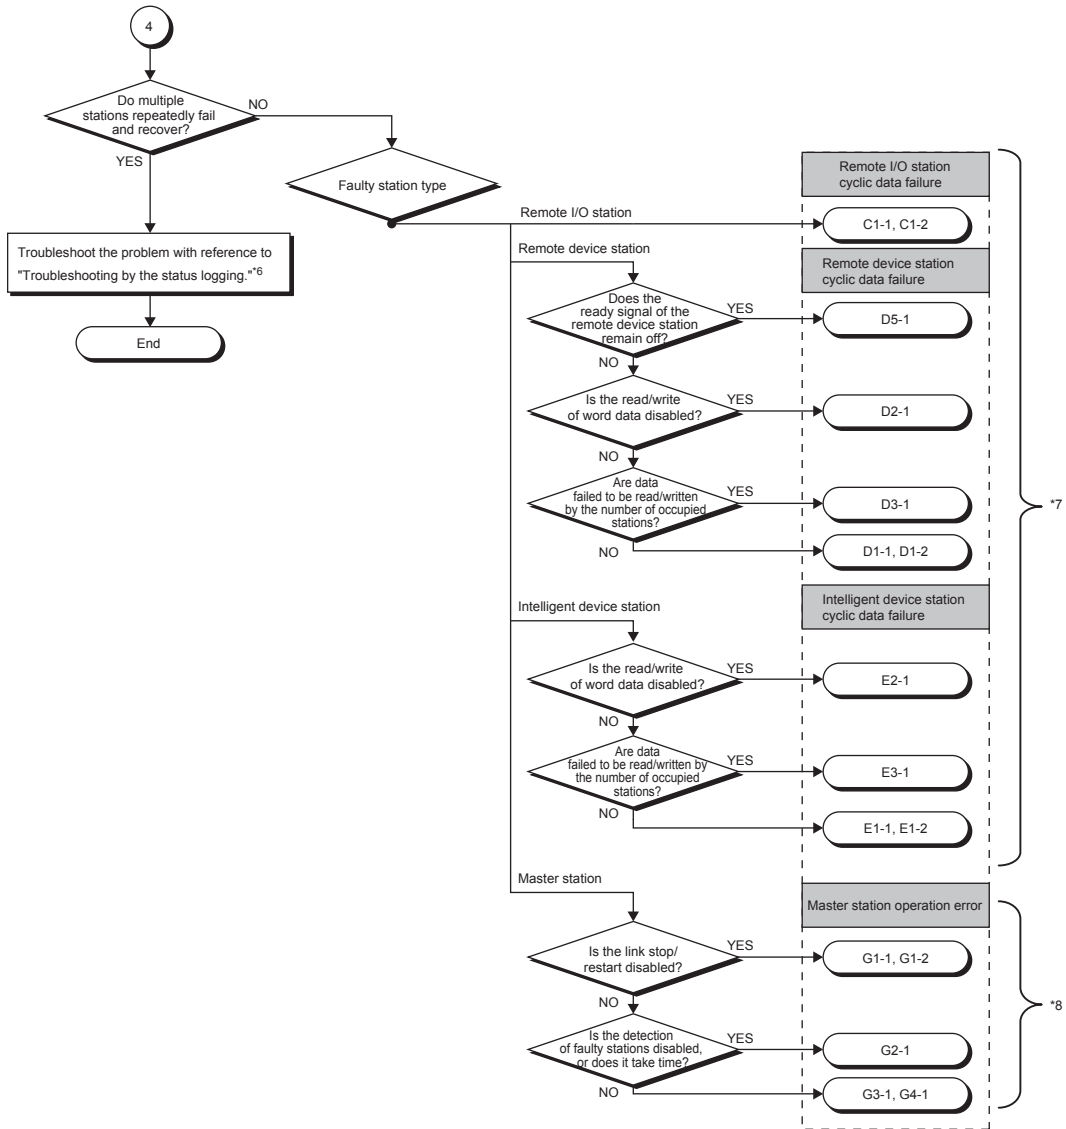 4
Do multiple
stations repeatedly fail
and recover?
NO
YES
Troubleshoot the problem with reference to
"Troubleshooting by the status logging."*6
End
Faulty station type
Remote I/O station
Remote I/O station
cyclic data failure
C1-1, C1-2
Remote device station
Remote device station
cyclic data failure
Does the
ready signal of the
remote device station
remain off?
YES
D5-1
NO
Is the read/write
of word data disabled?
YES
D2-1
NO
Are data
failed to be read/written
by the number of occupied
stations?
YES
D3-1
NO
D1-1, D1-2
*7
Intelligent device station
Intelligent device station
cyclic data failure
Is the read/write
of word data disabled?
YES
E2-1
NO
Are data
failed to be read/written by
the number of occupied
stations?
YES
E3-1
NO
E1-1, E1-2
Master station
Master station operation error
Is the link stop/
restart disabled?
YES
G1-1, G1-2
NO
Is the detection
of faulty stations disabled,
or does it take time?
YES
G2-1
NO
G3-1, G4-1
*8